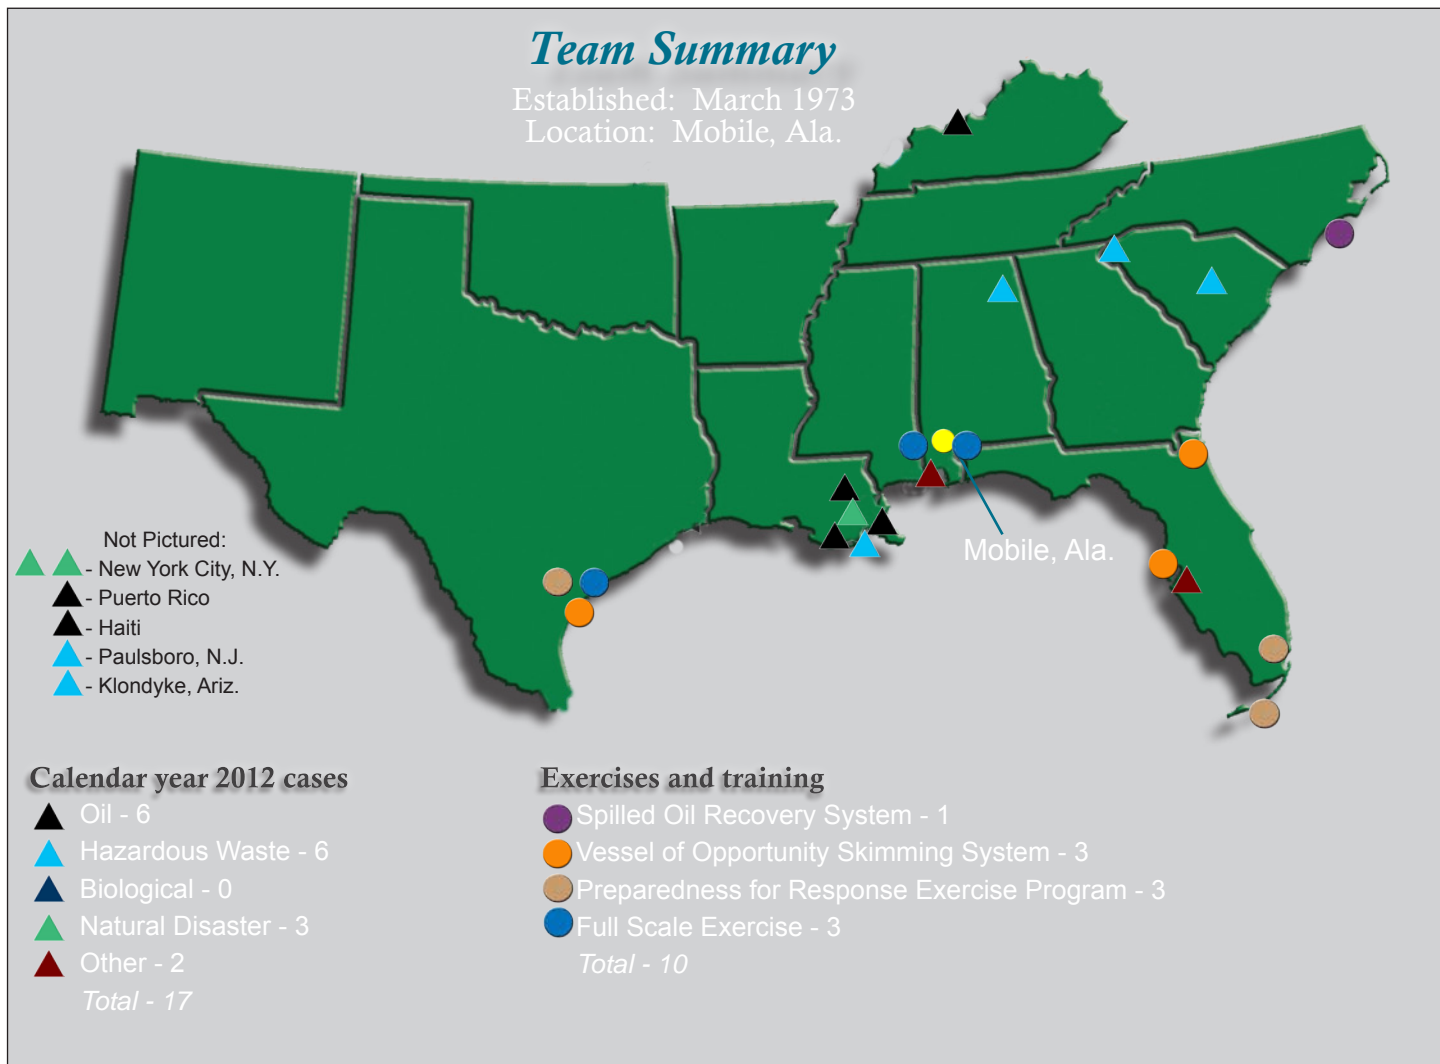 Team Summary
Established: March 1973
Location: Mobile, Ala.
Mobile, Ala.
Not Pictured:
- New York City, N.Y.
- Puerto Rico
- Haiti
- Paulsboro, N.J.
- Klondyke, Ariz.
Calendar year 2012 cases
Oil - 6
Hazardous Waste - 6
Biological - 0
Natural Disaster - 3
Other - 2
Total - 17
Exercises and training
Spilled Oil Recovery System - 1
Vessel of Opportunity Skimming System - 3
Preparedness for Response Exercise Program - 3
Full Scale Exercise - 3
Total - 10